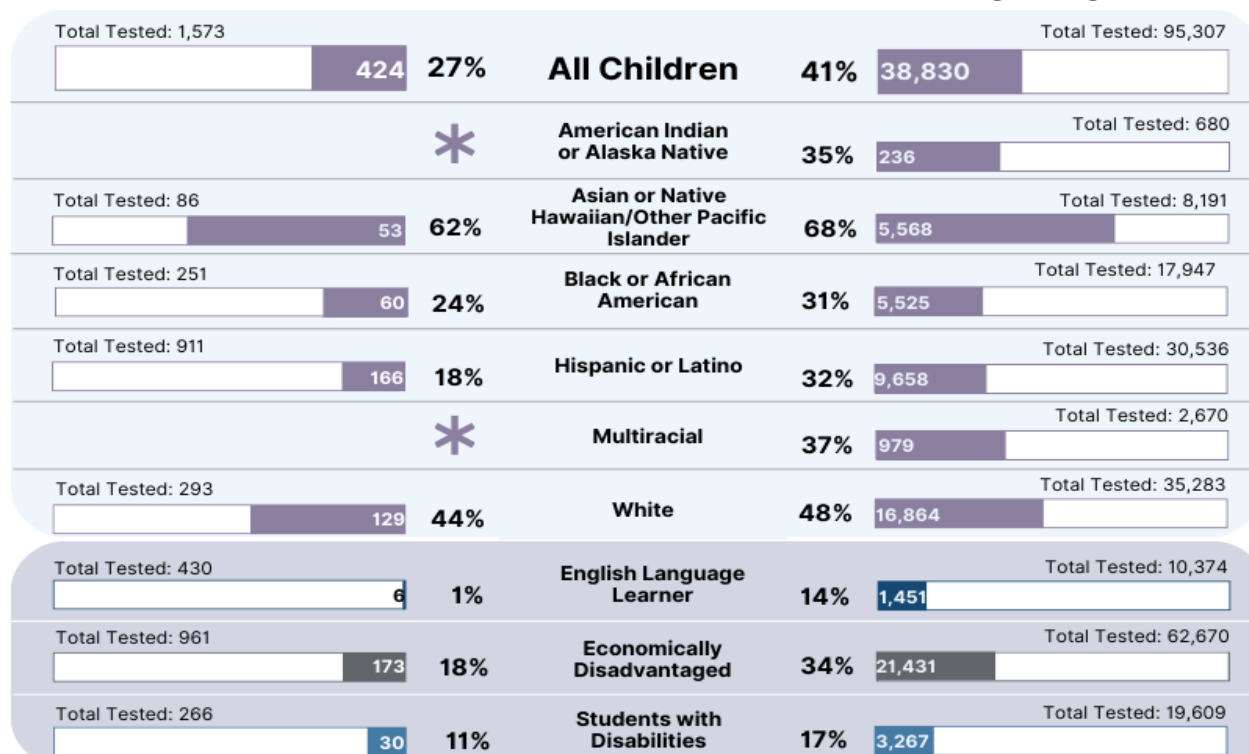 Total Tested: 1,573
Total Tested: 95,307
424 27% All Children 41% 38,830
Total Tested: 680
American Indian
or Alaska Native
* 35% 236
Total Tested: 86
Asian or Native
Hawaiian/Other Pacific
Islander
Total Tested: 8,191
53 62% 68% 5,568
Total Tested: 251
Black or African
American
Total Tested: 17,947
60 24% 31% 5,525
Total Tested: 911
Hispanic or Latino
Total Tested: 30,536
166 18% 32% 9,658
Total Tested: 2,670
* Multiracial 37% 979
Total Tested: 293
White
Total Tested: 35,283
129 44% 48% 16,864
Total Tested: 430
English Language
Learner
Total Tested: 10,374
6 1% 14% 1,451
Total Tested: 961
Economically
Disadvantaged
Total Tested: 62,670
173 18% 34% 21,431
Total Tested: 266
Students with
Disabilities
Total Tested: 19,609
30 11% 17% 3,267